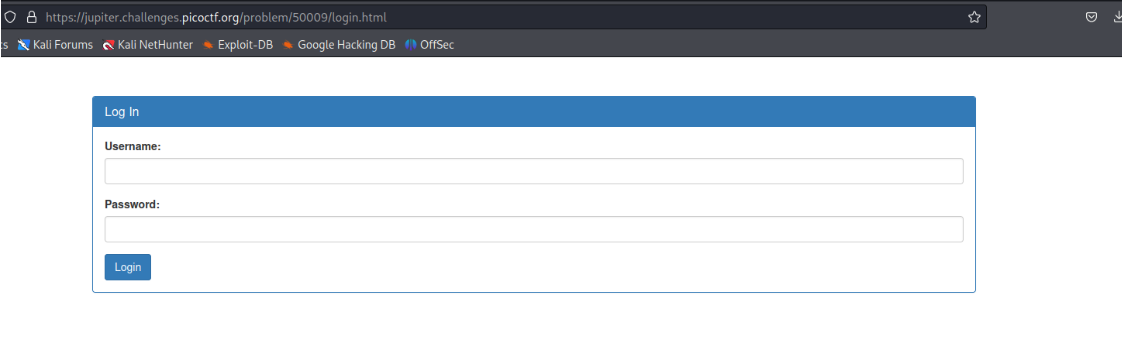 https://jupiter.challenges.picoctf.org/problem/50009/login.html
ts Kali Forums Kali NetHunter Exploit-DB Google Hacking DB OffSec
Log In
Username:
Password:
Login